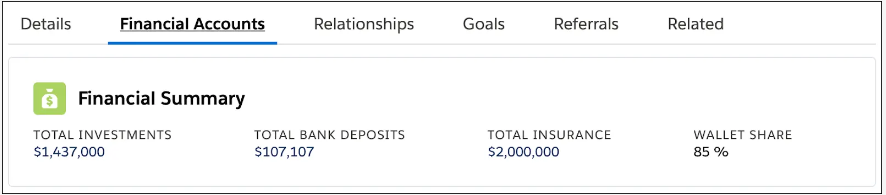 Details Financial Accounts Relationships Goals Referrals Related
Financial Summary
TOTAL INVESTMENTS TOTAL BANK DEPOSITS TOTAL INSURANCE WALLET SHARE
$1,437,000 $107,107 $2,000,000 85 %